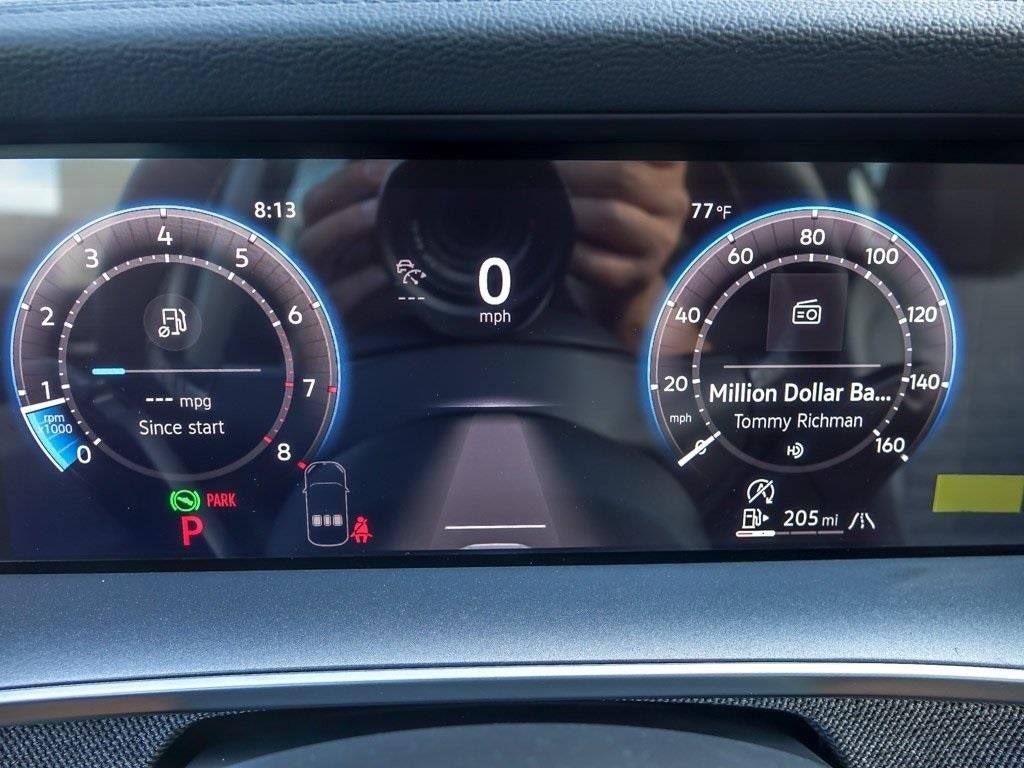 8:13
77 °F
0
mph
0
1
2
3
4
5
6
7
8
rpm
x1000
--- mpg
Since start
---
PARK
P
0
20
40
60
80
100
120
140
160
mph
Million Dollar Ba...
Tommy Richman
HD
A
205 mi